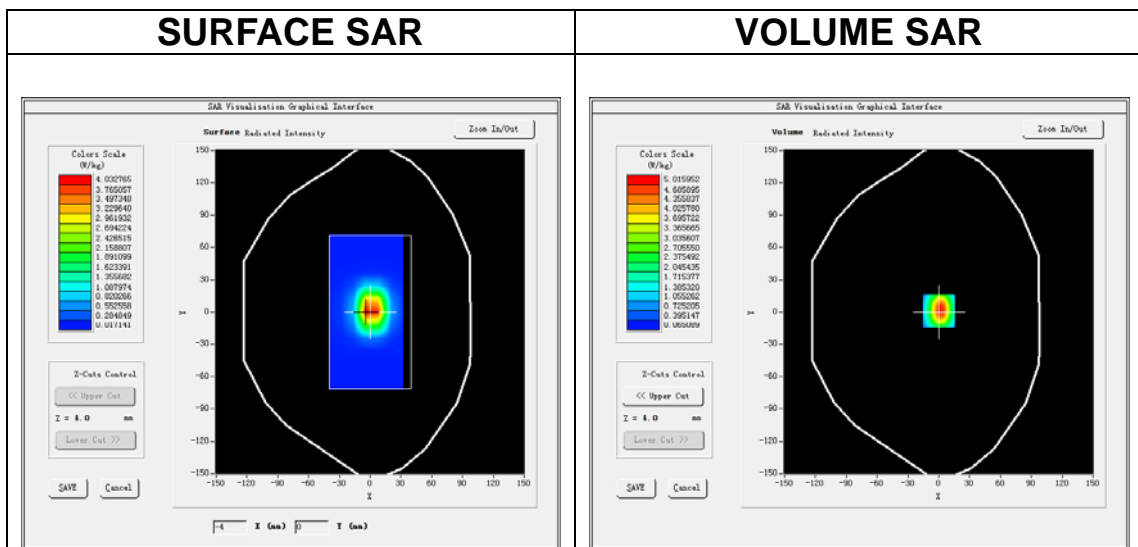 SURFACE SAR
VOLUME SAR
SAR Visualisation Graphical Interface
Surface Radiated Intensity
Zoom In/Out
Colors Scale
(W/kg)
4.032765
3.765057
3.497348
3.229640
2.961932
2.694224
2.426515
2.158807
1.891099
1.623391
1.355682
1.087974
0.820266
0.552558
0.284849
0.017141
150
120
90
60
30
0
-30
-60
-90
-120
-150
Y
-150 -120 -90 -60 -30 0 30 60 90 120 150
X
Z-Cuts Control
<< Upper Cut
Z = 4.0 mm
Lower Cut >>
SAVE Cancel
-4 X (mm) 0 Y (mm)
SAR Visualisation Graphical Interface
Volume Radiated Intensity
Zoom In/Out
Colors Scale
(W/kg)
5.015952
4.685895
4.355837
4.025780
3.695722
3.365665
3.035607
2.705550
2.375492
2.045435
1.715377
1.385320
1.055262
0.725205
0.395147
0.065089
150
120
90
60
30
0
-30
-60
-90
-120
-150
Y
-150 -120 -90 -60 -30 0 30 60 90 120 150
X
Z-Cuts Control
<< Upper Cut
Z = 4.0 mm
Lower Cut >>
SAVE Cancel